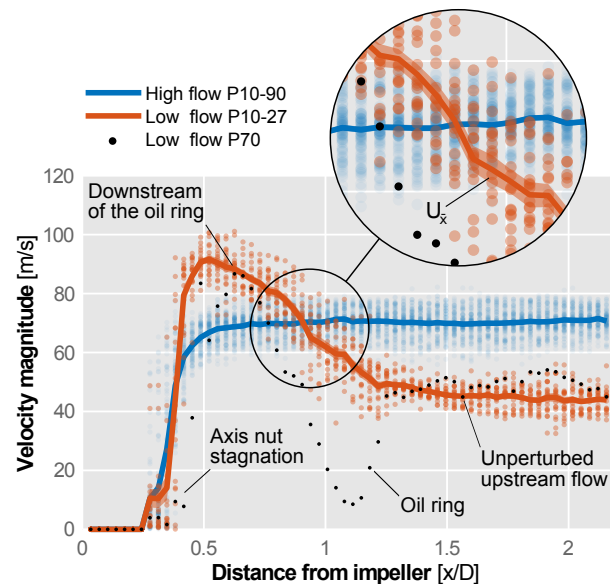 High flow P10-90
Low flow P10-27
Low flow P70
U x̄
120
100
80
60
40
20
0
Velocity magnitude [m/s]
Downstream
of the oil ring
Axis nut
stagnation
Oil ring
Unperturbed
upstream flow
0
0.5
1
1.5
2
Distance from impeller [x/D]